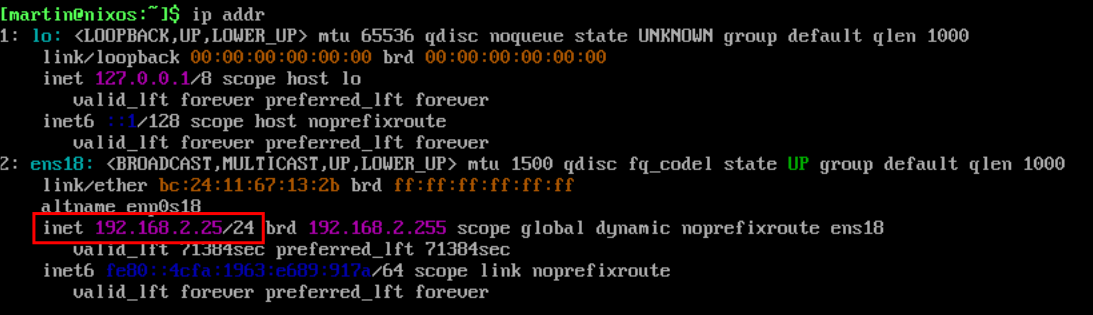 [martin@nixos:~]$ ip addr
1: lo: <LOOPBACK,UP,LOWER_UP> mtu 65536 qdisc noqueue state UNKNOWN group default qlen 1000
link/loopback 00:00:00:00:00:00 brd 00:00:00:00:00:00
inet 127.0.0.1/8 scope host lo
valid_lft forever preferred_lft forever
inet6 ::1/128 scope host noprefixroute
valid_lft forever preferred_lft forever
2: ens18: <BROADCAST,MULTICAST,UP,LOWER_UP> mtu 1500 qdisc fq_codel state UP group default qlen 1000
link/ether bc:24:11:67:13:2b brd ff:ff:ff:ff:ff:ff
altname enp0s18
inet 192.168.2.25/24 brd 192.168.2.255 scope global dynamic noprefixroute ens18
valid_lft 71384sec preferred_lft 71384sec
inet6 fe80::4cfa:1963:e689:917a/64 scope link noprefixroute
valid_lft forever preferred_lft forever